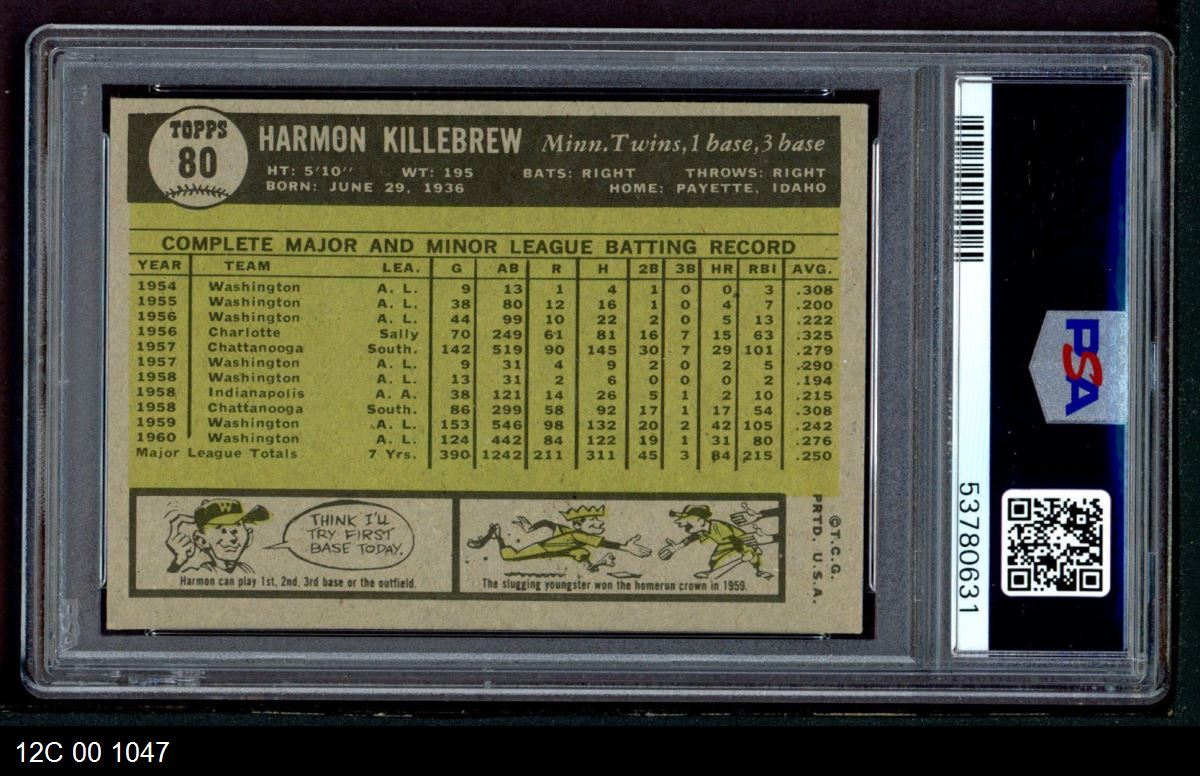 TOPPS
80
HARMON KILLEBREW Minn. Twins, 1 base, 3 base
HT: 5'10" WT: 195 BATS: RIGHT THROWS: RIGHT
BORN: JUNE 29, 1936 HOME: PAYETTE, IDAHO
COMPLETE MAJOR AND MINOR LEAGUE BATTING RECORD
YEAR TEAM LEA. G AB R H 2B 3B HR RBI AVG.
1954 Washington A. L. 9 13 1 4 1 0 0 3 .308
1955 Washington A. L. 38 80 12 16 1 0 4 7 .200
1956 Washington A. L. 44 99 10 22 2 0 5 13 .222
1956 Charlotte Sally 70 249 61 81 16 7 15 63 .325
1957 Chattanooga South. 142 519 90 145 30 7 29 101 .279
1957 Washington A. L. 9 31 4 9 2 0 2 5 .290
1958 Washington A. L. 13 31 2 6 0 0 0 2 .194
1958 Indianapolis A. A. 38 121 14 26 5 1 2 10 .215
1958 Chattanooga South. 86 299 58 92 17 1 17 54 .308
1959 Washington A. L. 153 546 98 132 20 2 42 105 .242
1960 Washington A. L. 124 442 84 122 19 1 31 80 .276
Major League Totals 7 Yrs. 390 1242 211 311 45 3 84 215 .250
W
THINK I'LL
TRY FIRST
BASE TODAY.
Harmon can play 1st, 2nd, 3rd base or the outfield.
The slugging youngster won the homerun crown in 1959.
©T.C.G.
PRTD. U.S.A.
PSA
53780631
PSA
12C 00 1047